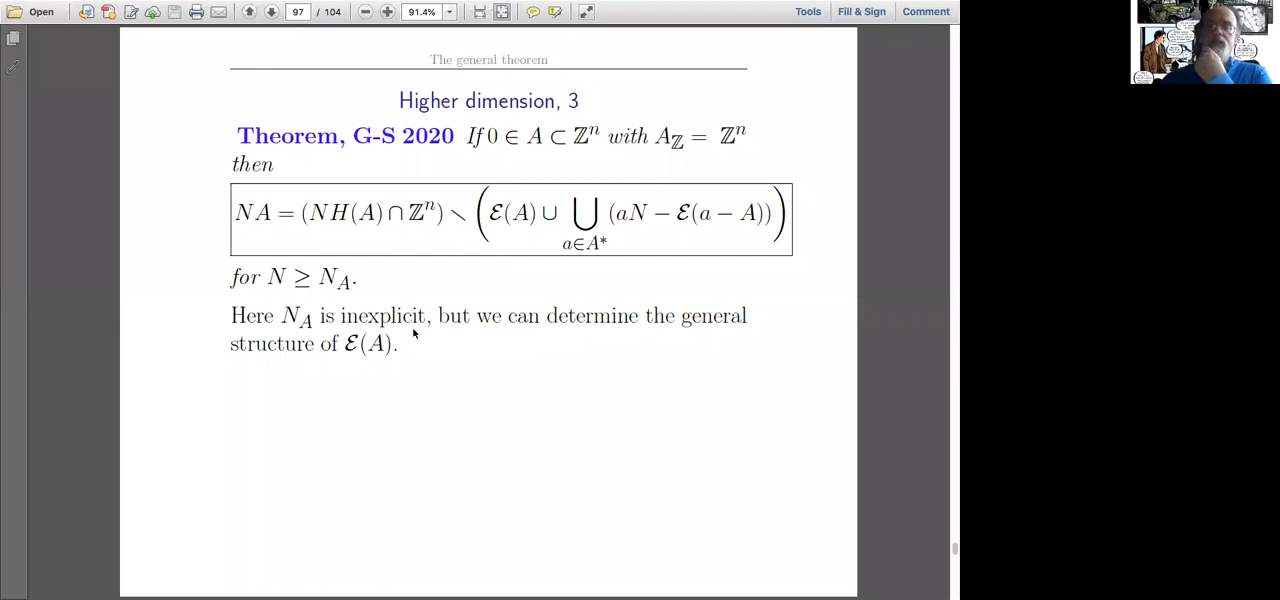 Open 97 / 104 91.4% Tools Fill & Sign Comment
The general theorem
Higher dimension, 3
Theorem, G-S 2020 If 0 ∈ A ⊂ ℤⁿ with A_ℤ = ℤⁿ
then
NA = (NH(A) ∩ ℤⁿ) ∖ (ℰ(A) ∪ ⋃ (aN − ℰ(a − A)))
a∈A*
for N ≥ N_A.
Here N_A is inexplicit, but we can determine the general
structure of ℰ(A).